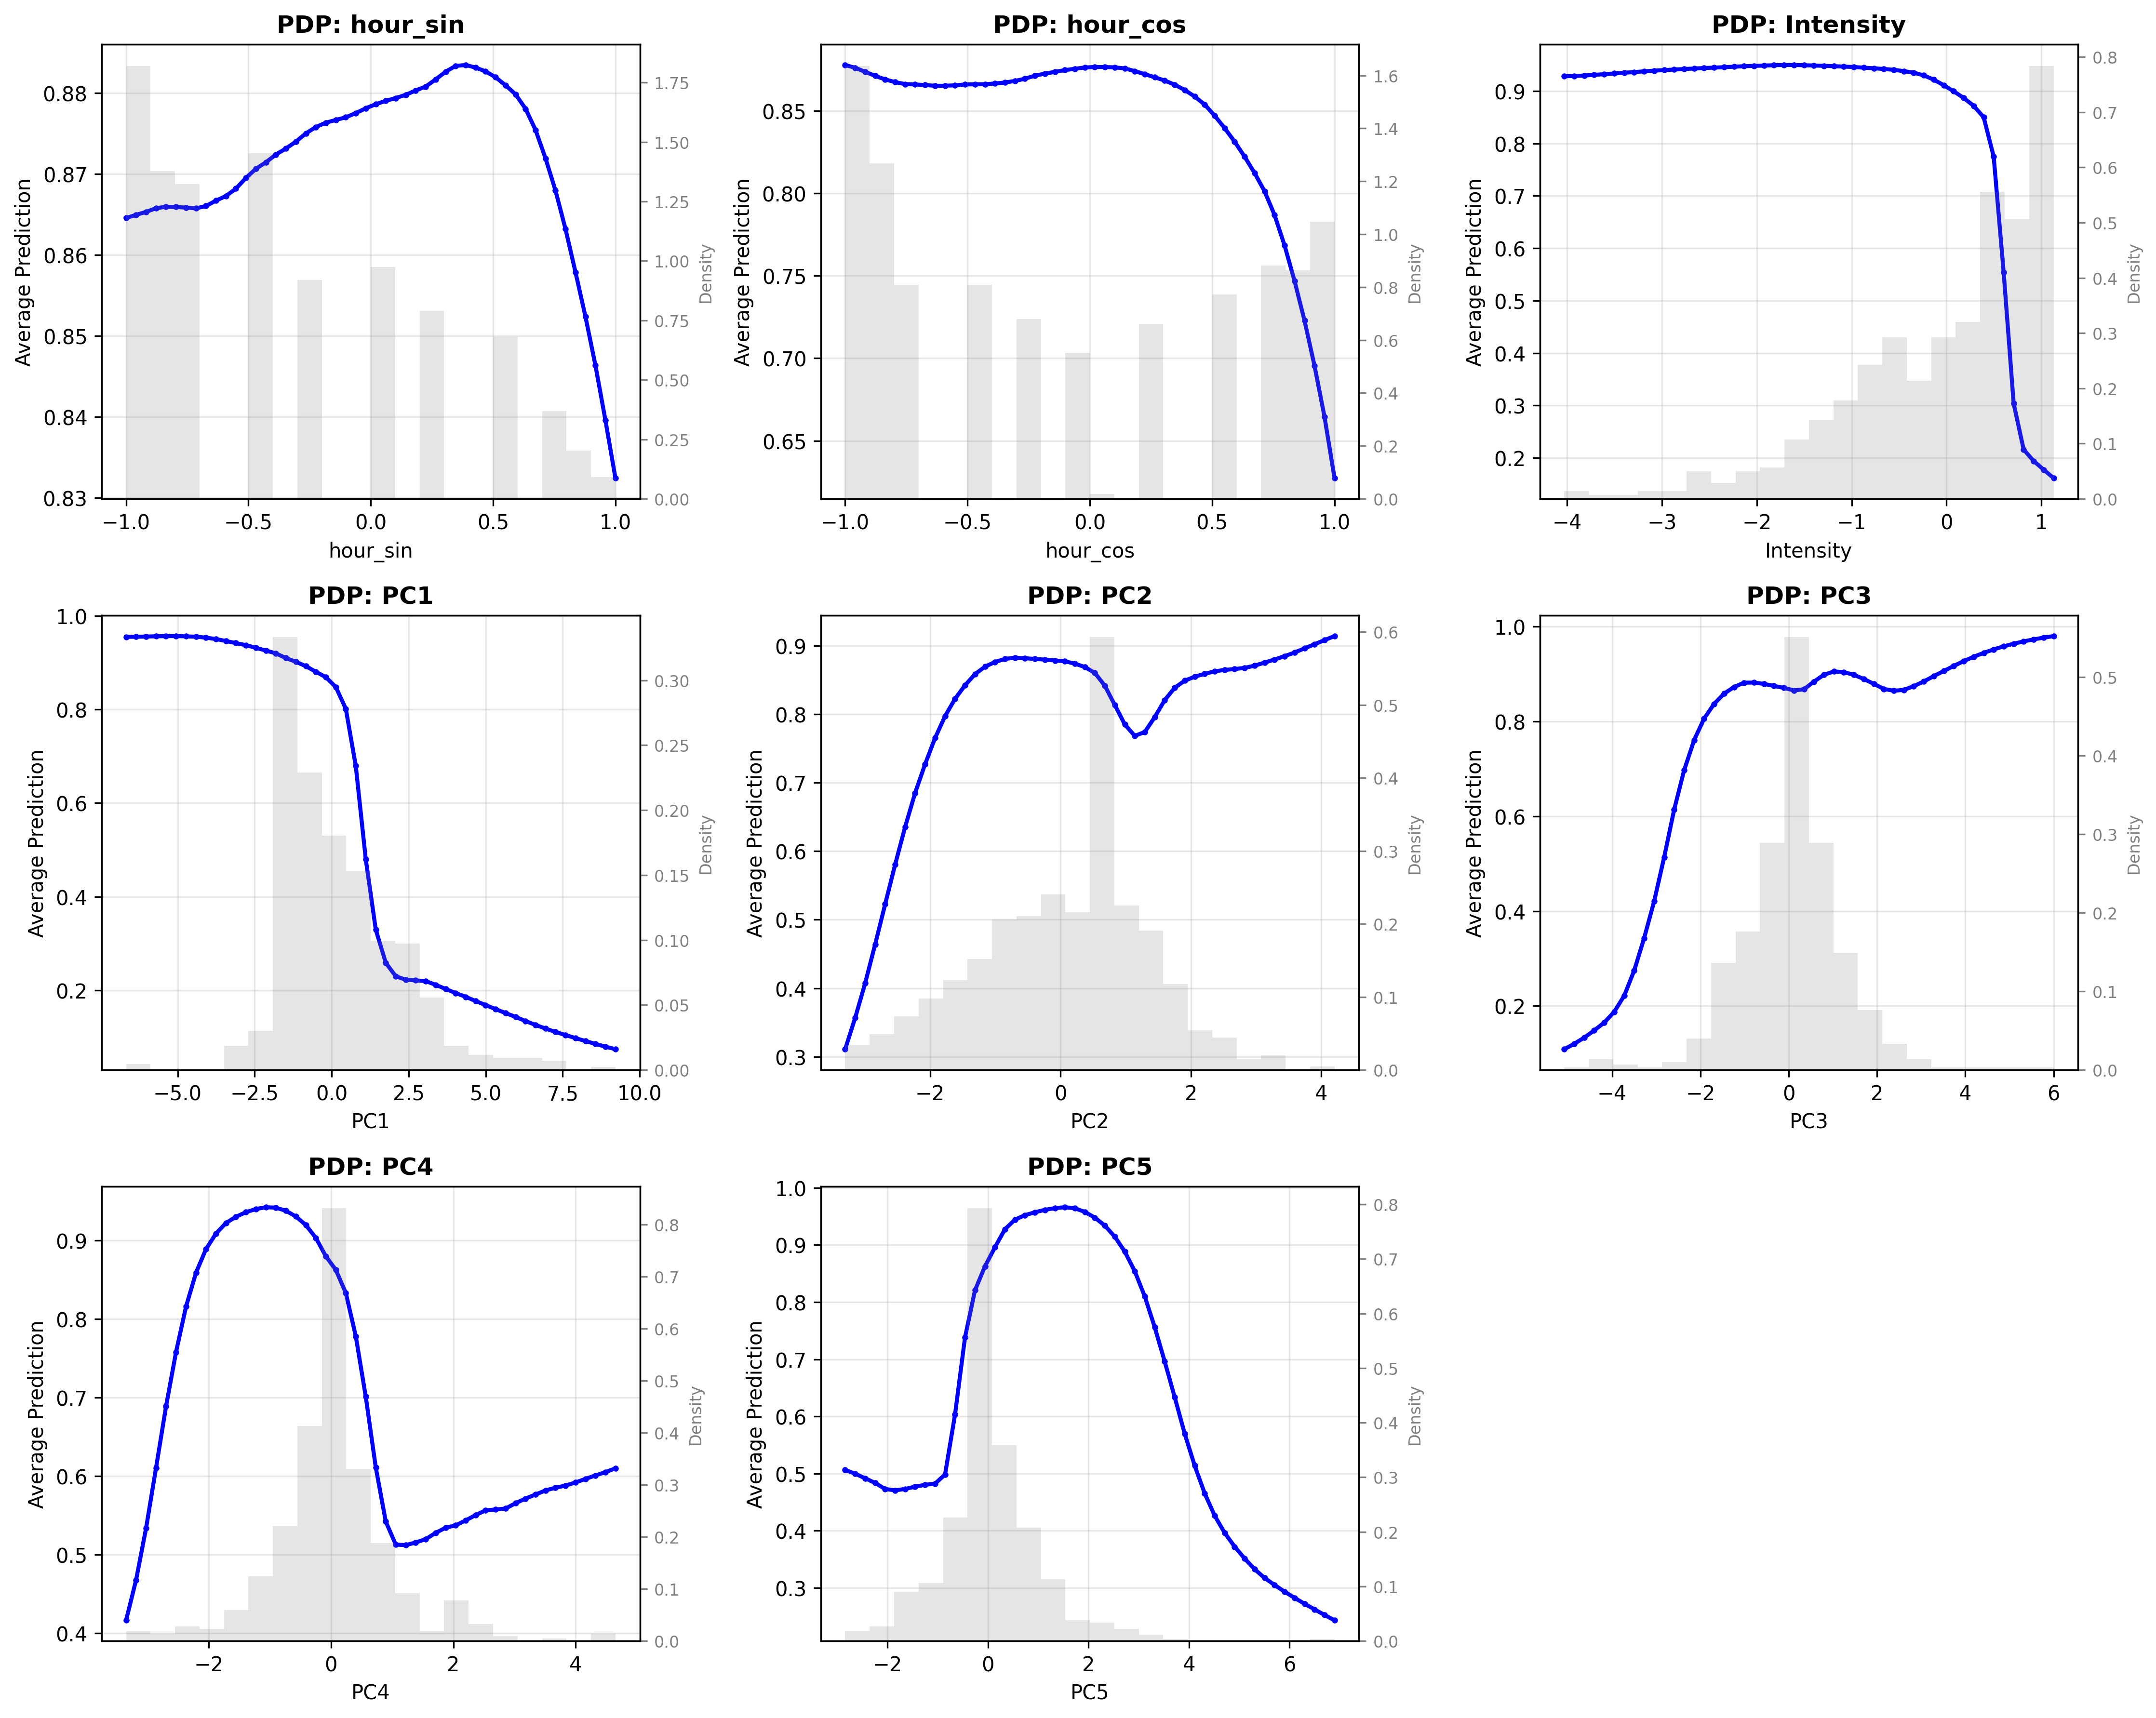 PDP: hour_sin
PDP: hour_cos
PDP: Intensity
Average Prediction
0.88
0.87
0.86
0.85
0.84
0.83
−1.0 −0.5 0.0 0.5 1.0
hour_sin
1.75
1.50
1.25
1.00
0.75
0.50
0.25
0.00
Density
Average Prediction
0.85
0.80
0.75
0.70
0.65
−1.0 −0.5 0.0 0.5 1.0
hour_cos
1.6
1.4
1.2
1.0
0.8
0.6
0.4
0.2
0.0
Density
Average Prediction
0.9
0.8
0.7
0.6
0.5
0.4
0.3
0.2
−4 −3 −2 −1 0 1
Intensity
0.8
0.7
0.6
0.5
0.4
0.3
0.2
0.1
0.0
Density
PDP: PC1
PDP: PC2
PDP: PC3
Average Prediction
1.0
0.8
0.6
0.4
0.2
−5.0 −2.5 0.0 2.5 5.0 7.5 10.0
PC1
0.30
0.25
0.20
0.15
0.10
0.05
0.00
Density
Average Prediction
0.9
0.8
0.7
0.6
0.5
0.4
0.3
−2 0 2 4
PC2
0.6
0.5
0.4
0.3
0.2
0.1
0.0
Density
Average Prediction
1.0
0.8
0.6
0.4
0.2
−4 −2 0 2 4 6
PC3
0.5
0.4
0.3
0.2
0.1
0.0
Density
PDP: PC4
PDP: PC5
Average Prediction
0.9
0.8
0.7
0.6
0.5
0.4
−2 0 2 4
PC4
0.8
0.7
0.6
0.5
0.4
0.3
0.2
0.1
0.0
Density
Average Prediction
1.0
0.9
0.8
0.7
0.6
0.5
0.4
0.3
−2 0 2 4 6
PC5
0.8
0.7
0.6
0.5
0.4
0.3
0.2
0.1
0.0
Density